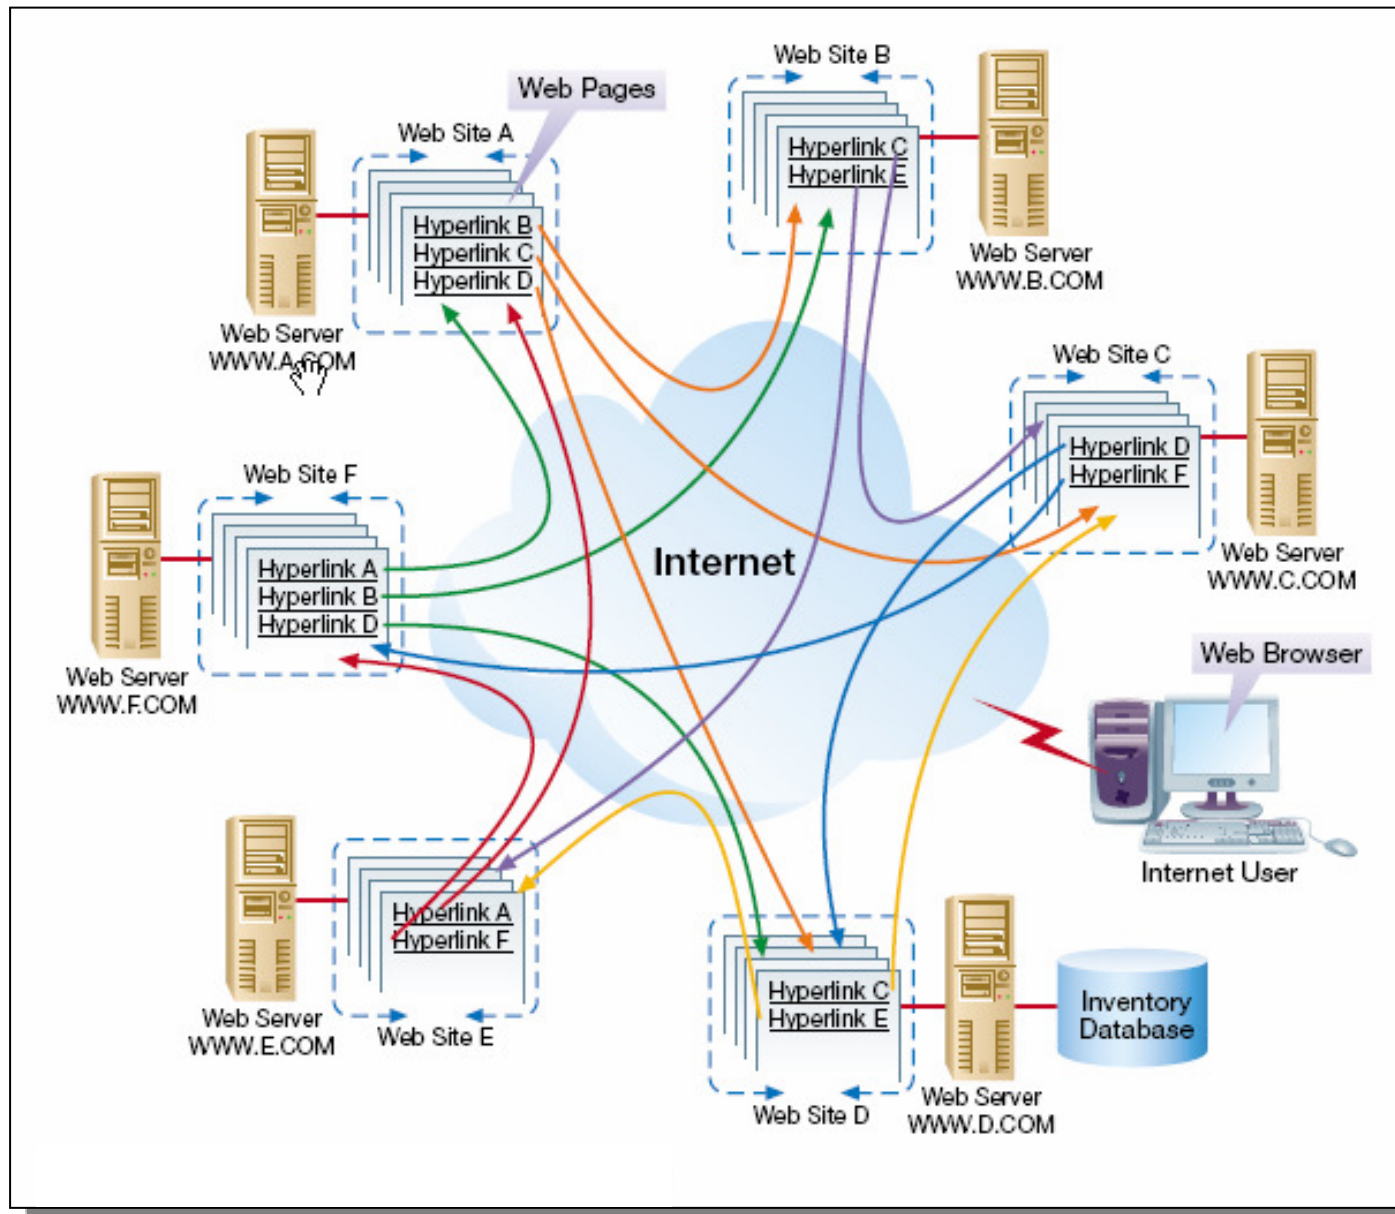 Web Site B
Web Pages
Web Site A
Hyperlink C
Hyperlink E
Hyperlink B
Hyperlink C
Hyperlink D
Web Server
WWW.B.COM
Web Server
WWW.A.COM
Web Site C
Hyperlink D
Hyperlink F
Web Site F
Internet
Web Server
WWW.C.COM
Hyperlink A
Hyperlink B
Hyperlink D
Web Browser
Web Server
WWW.F.COM
Internet User
Hyperlink A
Hyperlink F
Web Server
WWW.E.COM
Web Site E
Hyperlink C
Hyperlink E
Inventory
Database
Web Site D
Web Server
WWW.D.COM